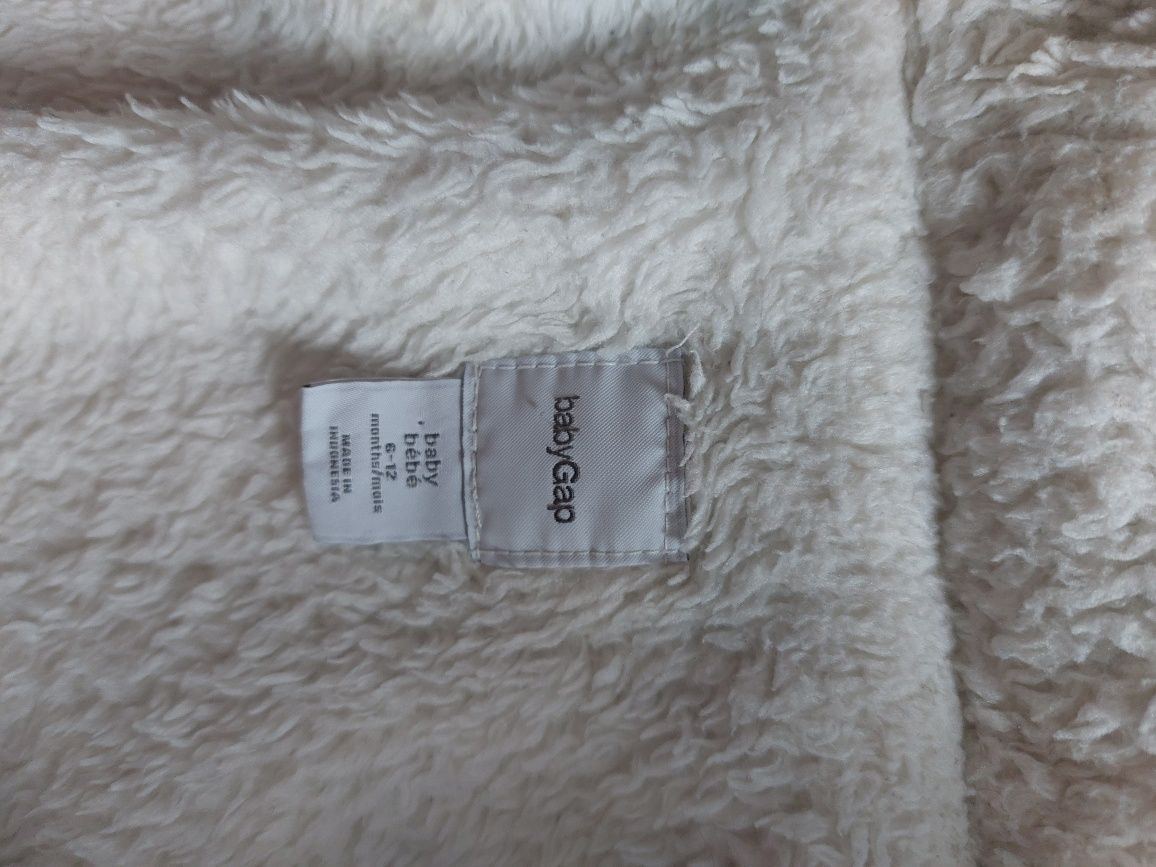 babyGap
baby
bébé
6-12
months/mois
MADE IN
INDONESIA